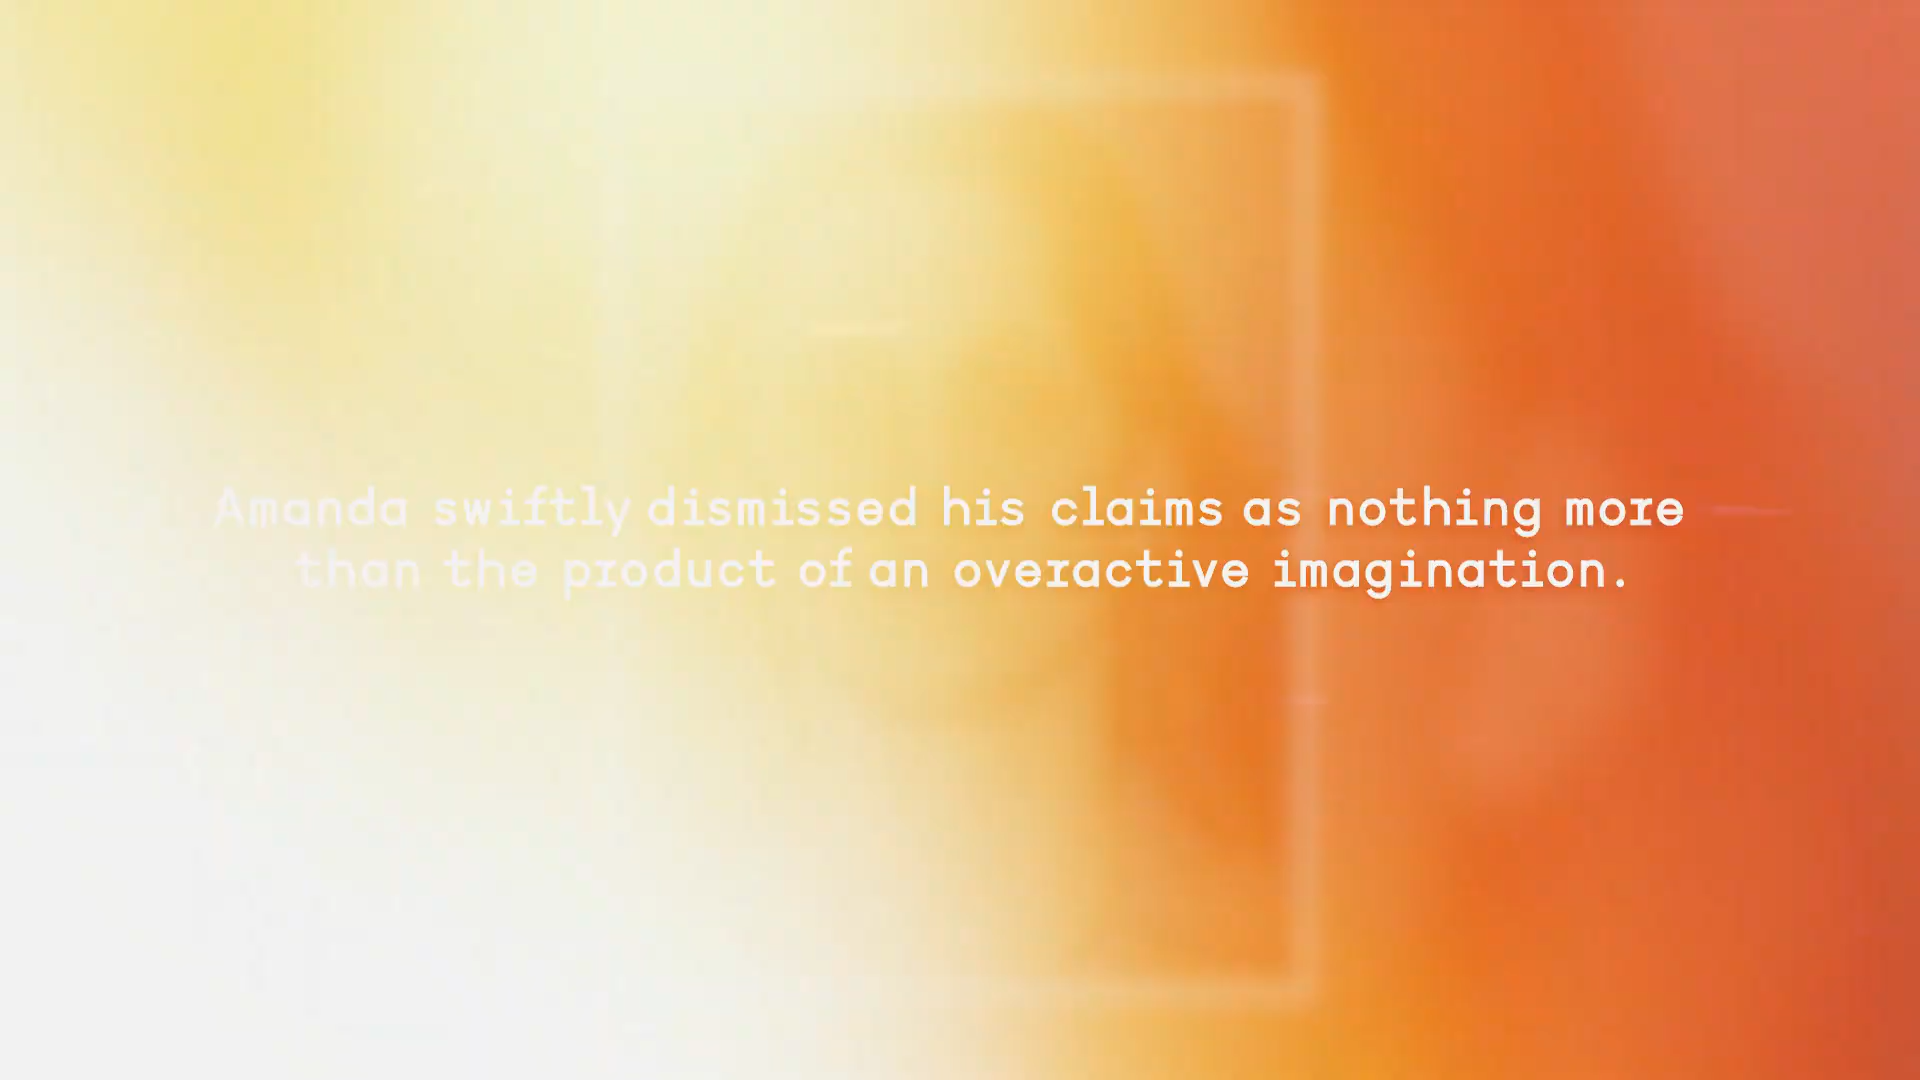 Amanda swiftly dismissed his claims as nothing more
than the product of an overactive imagination.